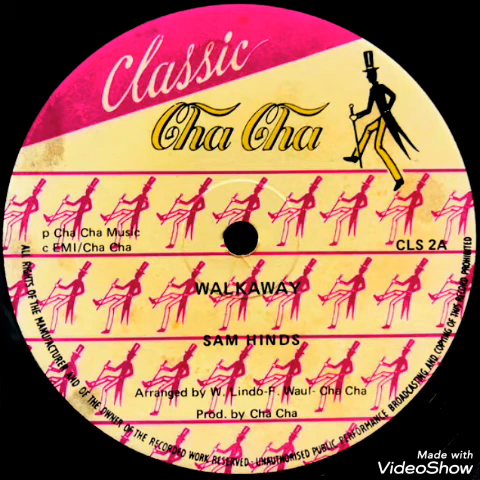 Classic
Cha Cha
p Cha Cha Music
c EMI/Cha Cha
CLS 2A
WALKAWAY
SAM HINDS
Arranged by W. Lindo-F. Waul- Cha Cha
Prod. by Cha Cha
ALL RIGHTS OF THE MANUFACTURER AND OF THE OWNER OF THE RECORDED WORK RESERVED. UNAUTHORISED PUBLIC PERFORMANCE BROADCASTING AND COPYING OF THIS RECORD PROHIBITED
Made with
VideoShow